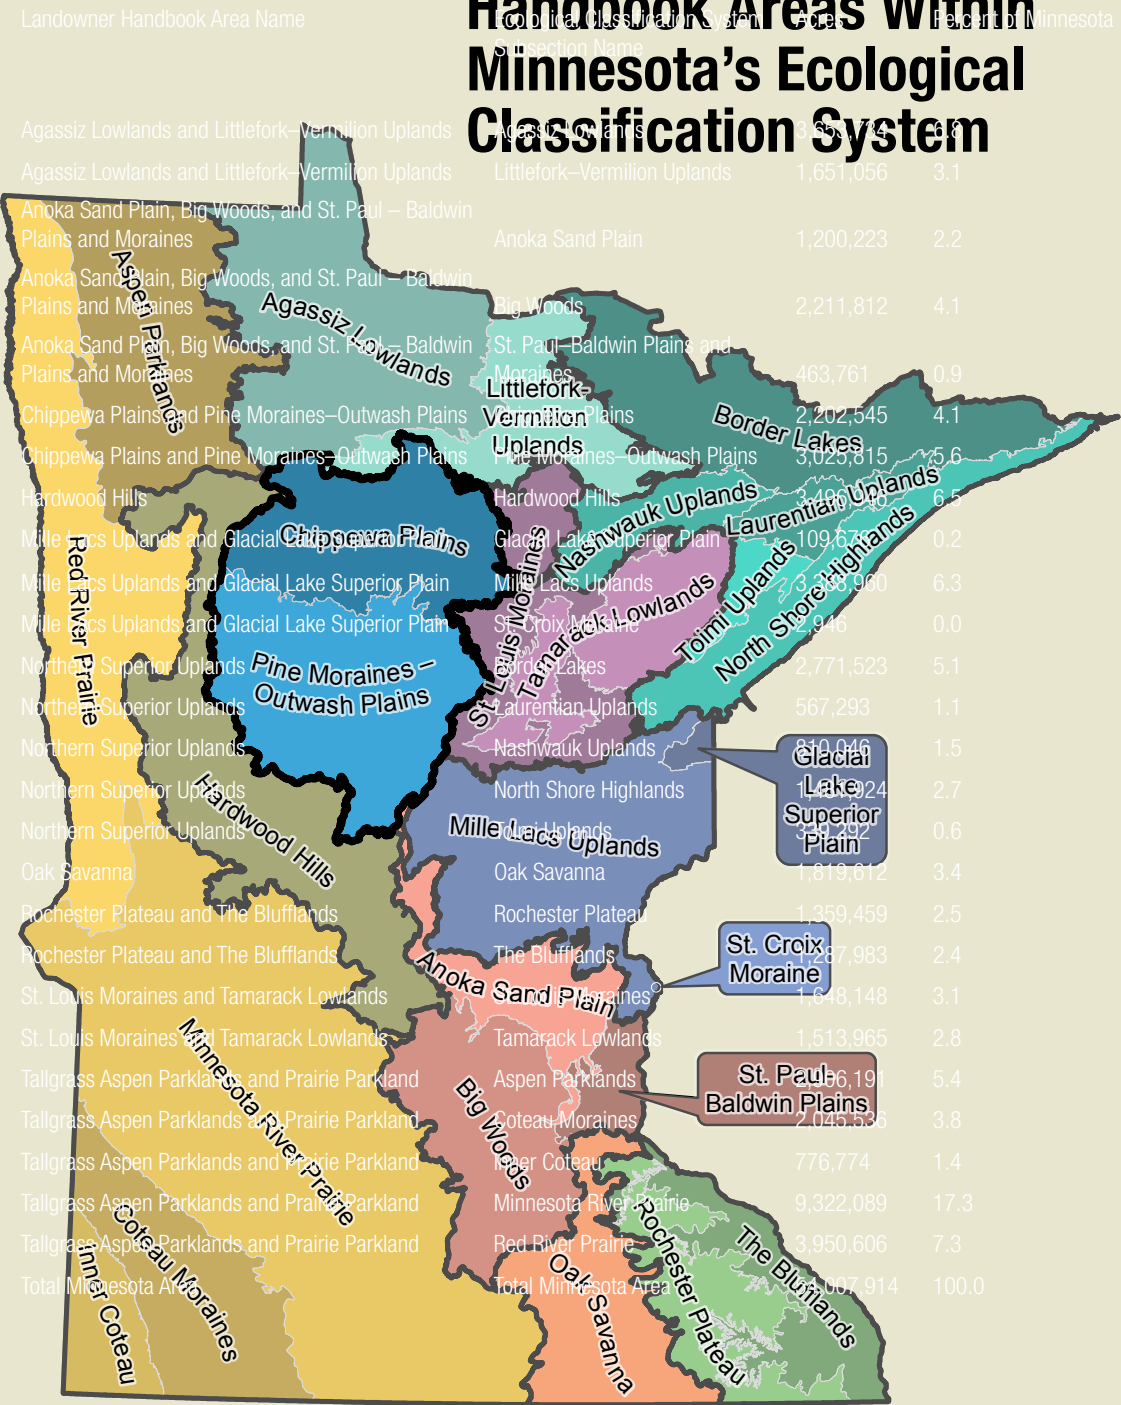 Handbook Areas Within
Minnesota's Ecological
Classification System
Landowner Handbook Area Name Ecological Classification System Subsection Name Acres Percent of Minnesota
Agassiz Lowlands and Littlefork–Vermilion Uplands Agassiz Lowlands 6.8
Agassiz Lowlands and Littlefork–Vermilion Uplands Littlefork–Vermilion Uplands 1,651,056 3.1
Anoka Sand Plain, Big Woods, and St. Paul – Baldwin Plains and Moraines Anoka Sand Plain 1,200,223 2.2
Anoka Sand Plain, Big Woods, and St. Paul – Baldwin Plains and Moraines Big Woods 2,211,812 4.1
Anoka Sand Plain, Big Woods, and St. Paul – Baldwin Plains and Moraines St. Paul–Baldwin Plains and Moraines 463,761 0.9
Chippewa Plains and Pine Moraines–Outwash Plains Chippewa Plains 2,202,545 4.1
Chippewa Plains and Pine Moraines–Outwash Plains Pine Moraines–Outwash Plains 3,025,815 5.6
Hardwood Hills Hardwood Hills 6.5
Mille Lacs Uplands and Glacial Lake Superior Plain Glacial Lake Superior Plain 0.2
Mille Lacs Uplands and Glacial Lake Superior Plain Mille Lacs Uplands 6.3
Mille Lacs Uplands and Glacial Lake Superior Plain St. Croix Moraine 2,946 0.0
Northern Superior Uplands Border Lakes 2,771,523 5.1
Northern Superior Uplands Laurentian Uplands 567,293 1.1
Northern Superior Uplands Nashwauk Uplands 1.5
Northern Superior Uplands North Shore Highlands 2.7
Northern Superior Uplands Toimi Uplands 0.6
Oak Savanna Oak Savanna 1,819,612 3.4
Rochester Plateau and The Blufflands Rochester Plateau 1,359,459 2.5
Rochester Plateau and The Blufflands The Blufflands 1,287,983 2.4
St. Louis Moraines and Tamarack Lowlands St. Louis Moraines 1,648,148 3.1
St. Louis Moraines and Tamarack Lowlands Tamarack Lowlands 1,513,965 2.8
Tallgrass Aspen Parklands and Prairie Parkland Aspen Parklands 5.4
Tallgrass Aspen Parklands and Prairie Parkland Coteau Moraines 2,045,536 3.8
Tallgrass Aspen Parklands and Prairie Parkland Inner Coteau 776,774 1.4
Tallgrass Aspen Parklands and Prairie Parkland Minnesota River Prairie 9,322,089 17.3
Tallgrass Aspen Parklands and Prairie Parkland Red River Prairie 3,950,606 7.3
Total Minnesota Area Total Minnesota Area 54,007,914 100.0
Aspen Parklands
Agassiz Lowlands
Littlefork-
Vermilion
Uplands
Border Lakes
Chippewa Plains
Nashwauk Uplands
Laurentian Uplands
Red River Prairie
St. Louis Moraines
Tamarack Lowlands
Toimi Uplands
North Shore Highlands
Pine Moraines –
Outwash Plains
Glacial
Lake
Superior
Plain
Hardwood Hills
Mille Lacs Uplands
St. Croix
Moraine
Anoka Sand Plain
Minnesota River Prairie
Big Woods
St. Paul-
Baldwin Plains
Coteau Moraines
Inner Coteau
Oak Savanna
Rochester Plateau
The Blufflands